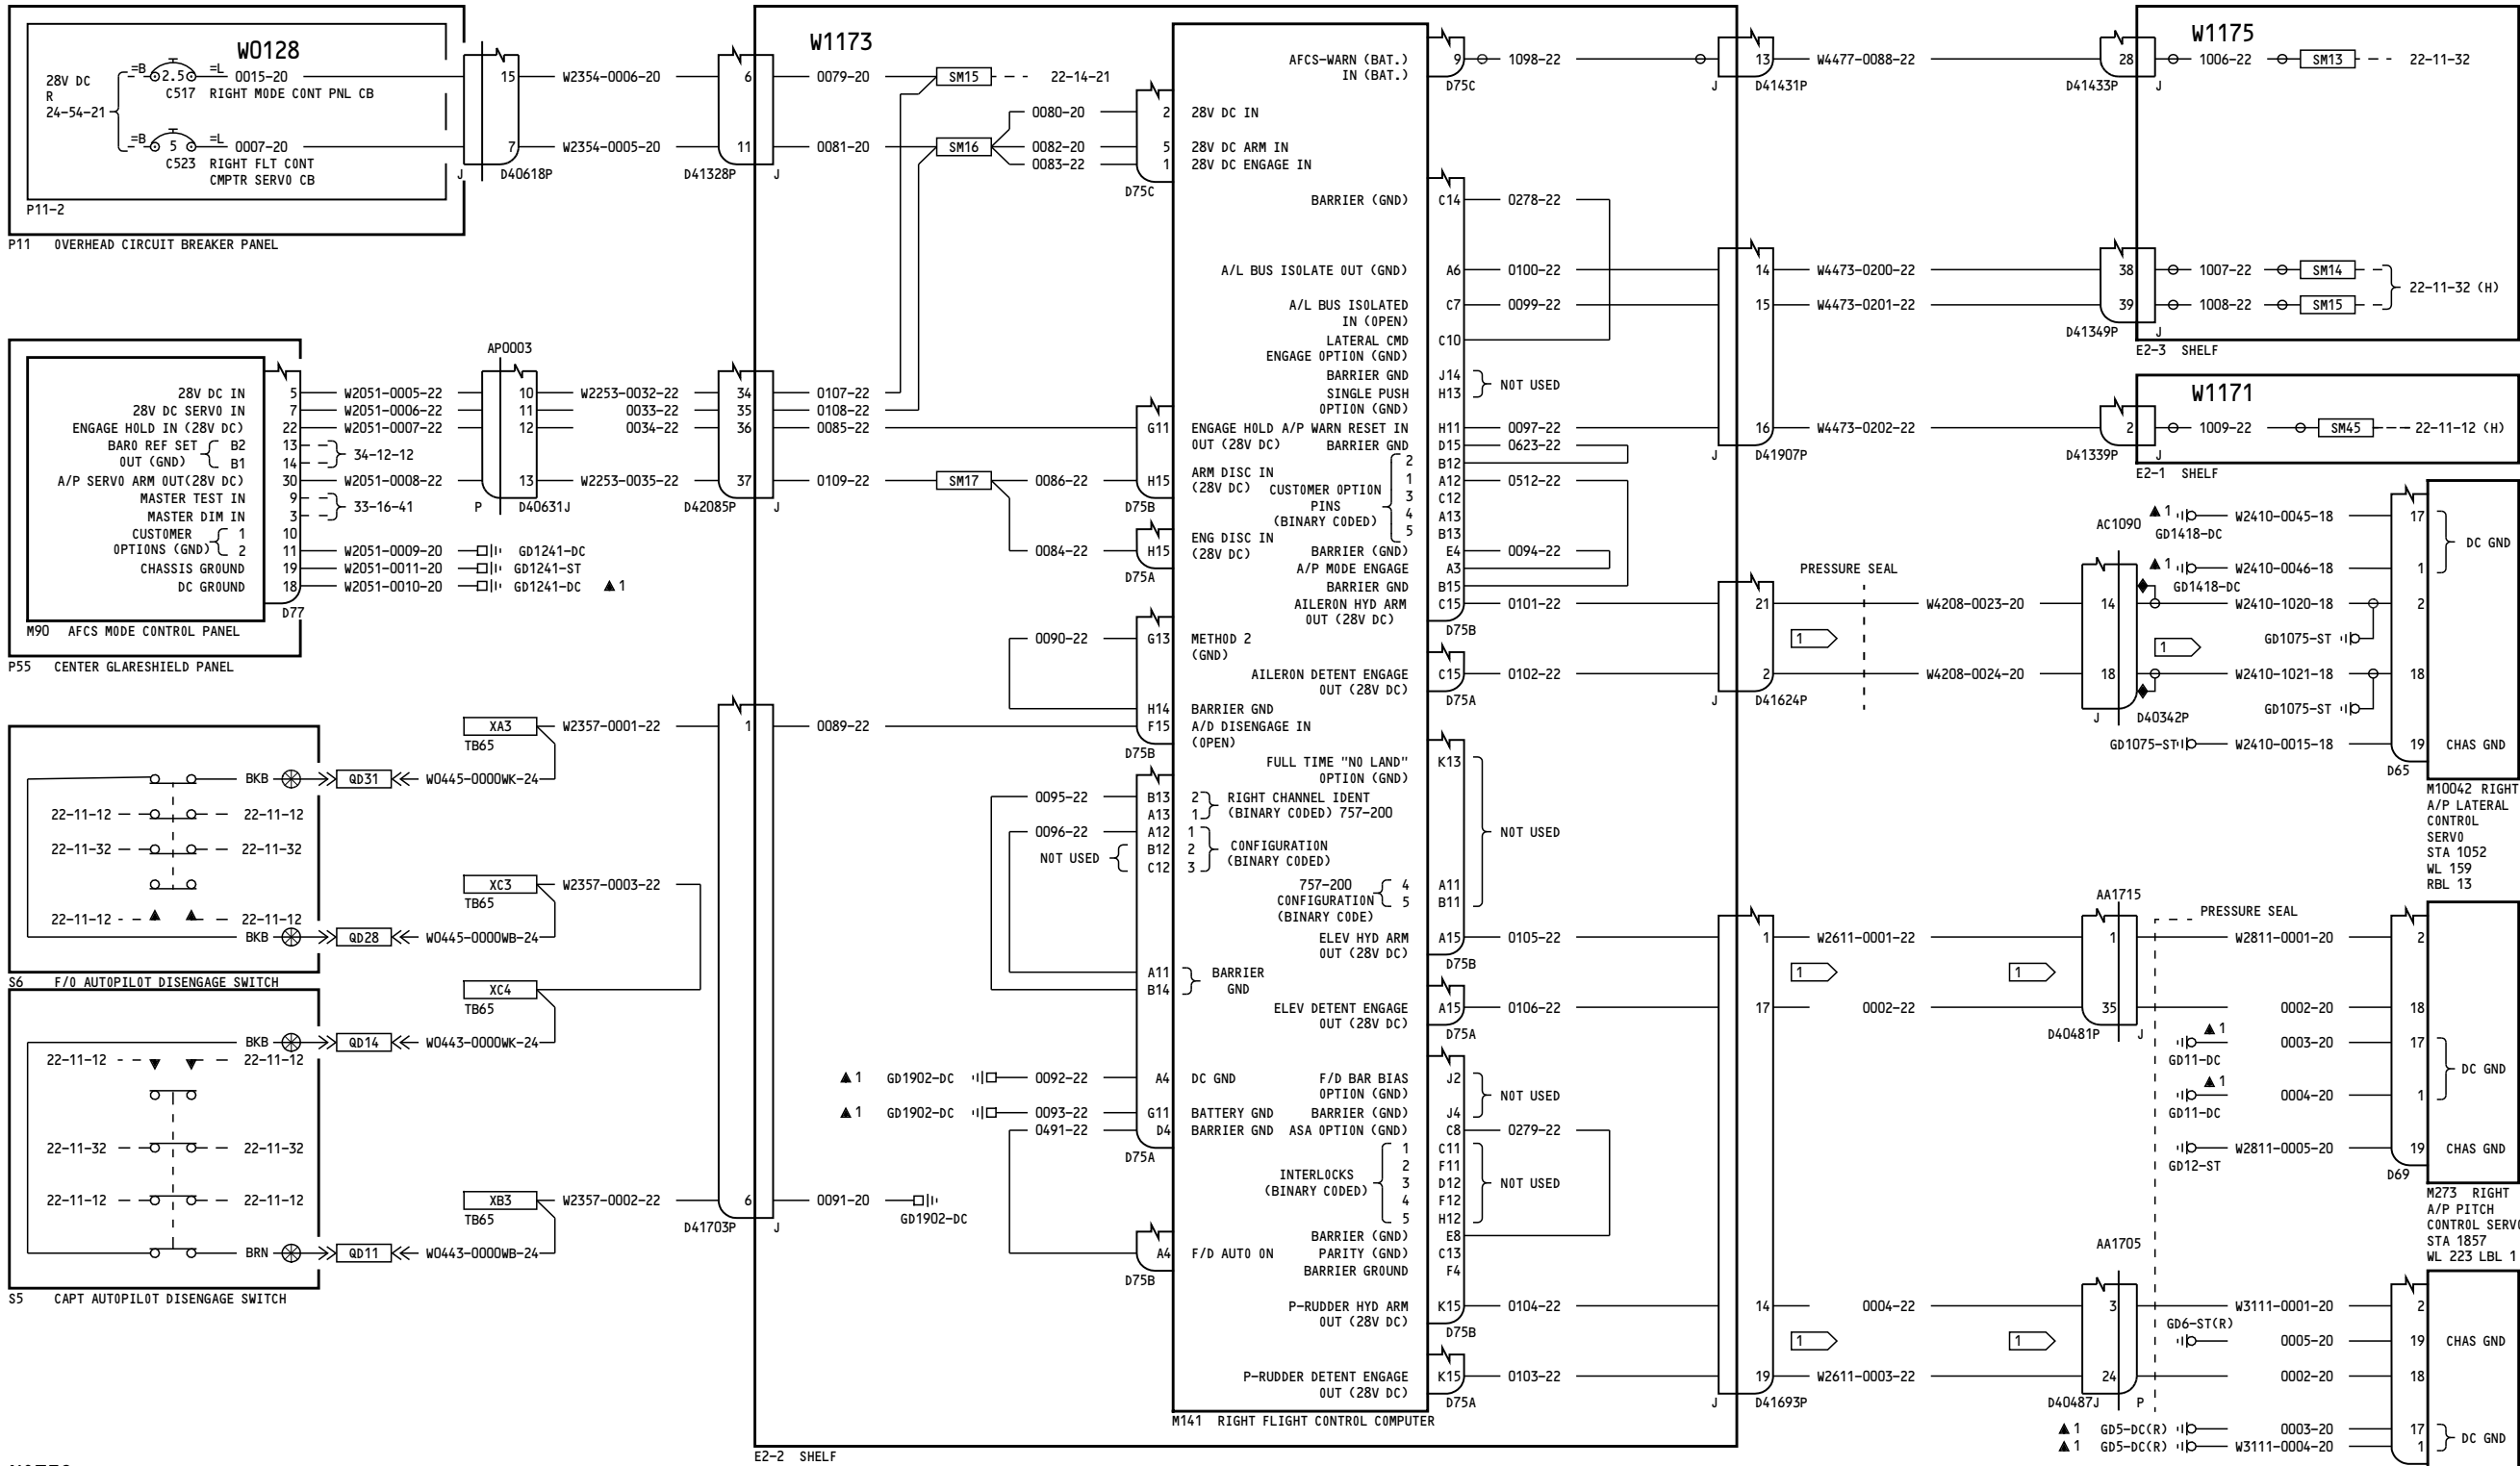 W0128
28V DC
R
24-54-21
=B 2.5 =L 0015-20
C517 RIGHT MODE CONT PNL CB
=B 5 =L 0007-20
C523 RIGHT FLT CONT
CMPTR SERVO CB
P11-2
P11 OVERHEAD CIRCUIT BREAKER PANEL
15 W2354-0006-20 6
7 W2354-0005-20 11
J D40618P D41328P J
W1173
0079-20 SM15 22-14-21
0081-20 SM16
0080-20 2 28V DC IN
0082-20 5 28V DC ARM IN
0083-22 1 28V DC ENGAGE IN
D75C
AFCS-WARN (BAT.)
IN (BAT.)
9 1098-22 13 W4477-0088-22 28 1006-22 SM13 22-11-32
D75C J D41431P D41433P J
W1175
BARRIER (GND) C14 0278-22
A/L BUS ISOLATE OUT (GND) A6 0100-22 14 W4473-0200-22 38 1007-22 SM14
A/L BUS ISOLATED C7 0099-22 15 W4473-0201-22 39 1008-22 SM15
IN (OPEN)
22-11-32 (H)
D41349P J
E2-3 SHELF
LATERAL CMD C10
ENGAGE OPTION (GND)
BARRIER GND J14
SINGLE PUSH H13
OPTION (GND)
NOT USED
W1171
A/P WARN RESET IN H11 0097-22 16 W4473-0202-22 2 1009-22 SM45 22-11-12 (H)
J D41907P D41339P J
E2-1 SHELF
AP0003
28V DC IN 5 W2051-0005-22 10 W2253-0032-22 34 0107-22
28V DC SERVO IN 7 W2051-0006-22 11 0033-22 35 0108-22
ENGAGE HOLD IN (28V DC) 22 W2051-0007-22 12 0034-22 36 0085-22 G11 ENGAGE HOLD
OUT (28V DC)
BARO REF SET B2 13
OUT (GND) B1 14
34-12-12
A/P SERVO ARM OUT(28V DC) 30 W2051-0008-22 13 W2253-0035-22 37 0109-22 SM17 0086-22 H15 ARM DISC IN
(28V DC)
P D40631J D42085P J D75B
MASTER TEST IN 9
MASTER DIM IN 3
33-16-41
CUSTOMER 1 10
OPTIONS (GND) 2 11 W2051-0009-20 GD1241-DC
CHASSIS GROUND 19 W2051-0011-20 GD1241-ST
DC GROUND 18 W2051-0010-20 GD1241-DC ▲ 1
D77
M90 AFCS MODE CONTROL PANEL
P55 CENTER GLARESHIELD PANEL
0084-22 H15 ENG DISC IN
(28V DC)
D75A
BARRIER GND D15 0623-22
2 B12
1 A12 0512-22
CUSTOMER OPTION
PINS
(BINARY CODED)
3 C12
4 A13
5 B13
BARRIER (GND) E4 0094-22
A/P MODE ENGAGE A3
BARRIER GND B15
AILERON HYD ARM C15 0101-22 21 W4208-0023-20 14 W2410-1020-18 2
OUT (28V DC)
D75B
PRESSURE SEAL
1
1
AC1090
▲ 1 W2410-0045-18 17
GD1418-DC
DC GND
▲ 1 W2410-0046-18 1
GD1418-DC
GD1075-ST
AILERON DETENT ENGAGE C15 0102-22 2 W4208-0024-20 18 W2410-1021-18 18
OUT (28V DC)
D75A J D41624P J D40342P
GD1075-ST
GD1075-ST W2410-0015-18 19 CHAS GND
D65
M10042 RIGHT
A/P LATERAL
CONTROL
SERVO
STA 1052
WL 159
RBL 13
0090-22 G13 METHOD 2
(GND)
H14 BARRIER GND
XA3 W2357-0001-22 1 0089-22 F15 A/D DISENGAGE IN
(OPEN)
TB65
D75B
BKB QD31 W0445-0000WK-24
22-11-12 22-11-12
22-11-32 22-11-32
22-11-12 22-11-12
BKB QD28 W0445-0000WB-24
S6 F/O AUTOPILOT DISENGAGE SWITCH
XC3 W2357-0003-22
TB65
XC4
TB65
BKB QD14 W0443-0000WK-24
22-11-12 22-11-12
22-11-32 22-11-32
22-11-12 22-11-12
BRN QD11 W0443-0000WB-24
S5 CAPT AUTOPILOT DISENGAGE SWITCH
XB3 W2357-0002-22 6 0091-20 GD1902-DC
TB65 D41703P J
0095-22 B13 2 RIGHT CHANNEL IDENT
A13 1 (BINARY CODED) 757-200
0096-22 A12 1
NOT USED B12 2 CONFIGURATION
C12 3 (BINARY CODED)
A11 BARRIER
B14 GND
▲ 1 GD1902-DC 0092-22 A4 DC GND
▲ 1 GD1902-DC 0093-22 G11 BATTERY GND
0491-22 D4 BARRIER GND
D75A
A4 F/D AUTO ON
D75B
FULL TIME "NO LAND" K13
OPTION (GND)
NOT USED
757-200 4 A11
CONFIGURATION 5 B11
(BINARY CODE)
ELEV HYD ARM A15 0105-22 1 W2611-0001-22 1 W2811-0001-20 2
OUT (28V DC)
D75B
1
1
AA1715
PRESSURE SEAL
ELEV DETENT ENGAGE A15 0106-22 17 0002-22 35 0002-20 18
OUT (28V DC)
D75A D40481P J
▲ 1
GD11-DC 0003-20 17
▲ 1
GD11-DC 0004-20 1
DC GND
GD12-ST W2811-0005-20 19 CHAS GND
D69
M273 RIGHT
A/P PITCH
CONTROL SERVO
STA 1857
WL 223 LBL 1
F/D BAR BIAS J2
OPTION (GND)
BARRIER (GND) J4
NOT USED
ASA OPTION (GND) C8 0279-22
INTERLOCKS
(BINARY CODED)
1 C11
2 F11
3 D12
4 F12
5 H12
NOT USED
BARRIER (GND) E8
PARITY (GND) C13
BARRIER GROUND F4
P-RUDDER HYD ARM K15 0104-22 14 0004-22 3 W3111-0001-20 2
OUT (28V DC)
D75B
1
1
AA1705
GD6-ST(R) 0005-20 19 CHAS GND
0002-20 18
P-RUDDER DETENT ENGAGE K15 0103-22 19 W2611-0003-22 24
OUT (28V DC)
D75A J D41693P D40487J P
▲ 1 GD5-DC(R) 0003-20 17
▲ 1 GD5-DC(R) W3111-0004-20 1
DC GND
M141 RIGHT FLIGHT CONTROL COMPUTER
E2-2 SHELF